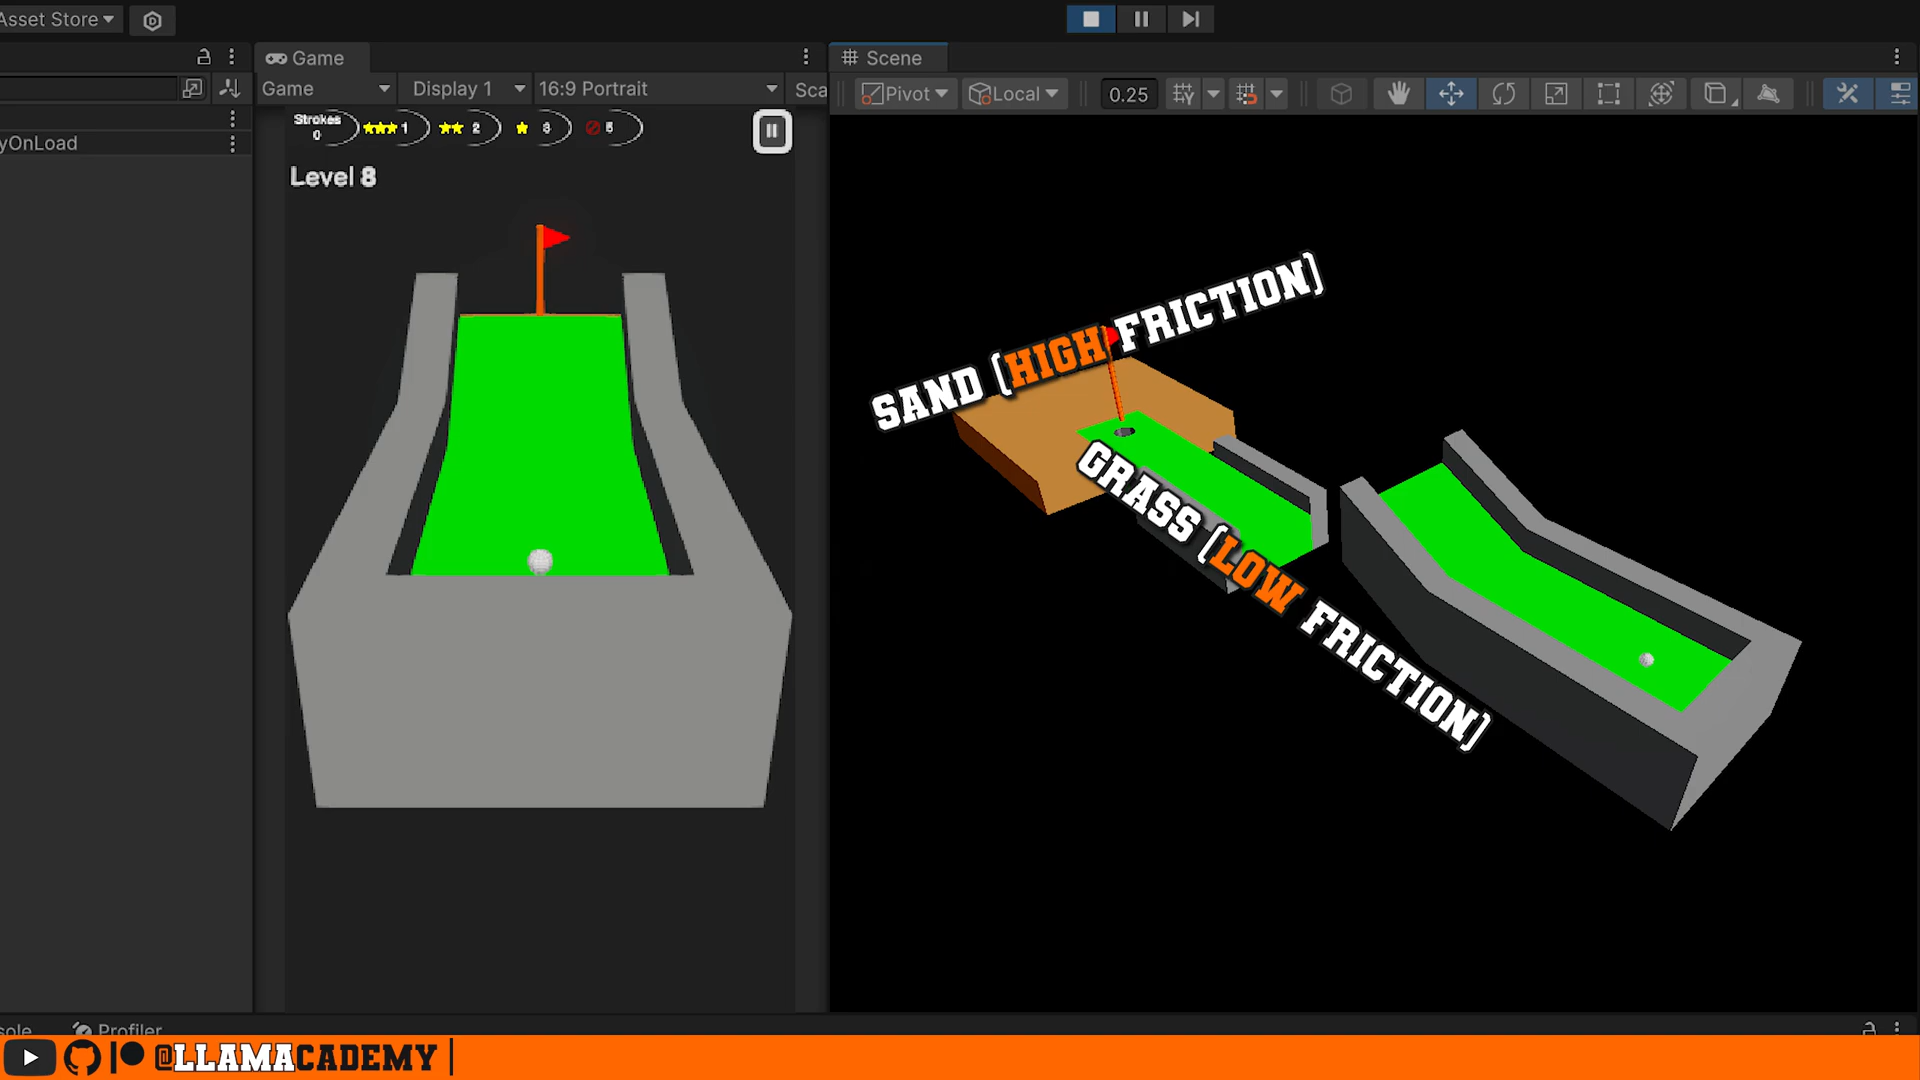 Asset Store
Game
Scene
Game
Display 1
16:9 Portrait
Sca
Pivot
Local
0.25
Strokes
0
1
2
3
5
yOnLoad
Level 8
SAND (HIGH FRICTION)
GRASS (LOW FRICTION)
sole
Profiler
@LLAMACADEMY